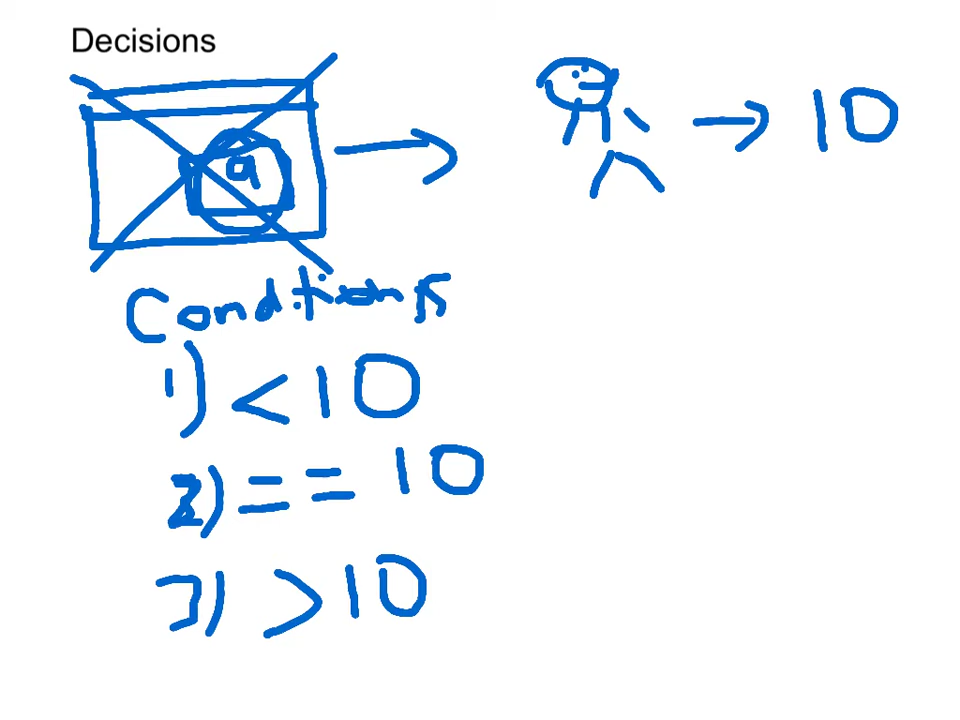 Decisions
9
10
Conditions
1) < 10
2) == 10
3) > 10